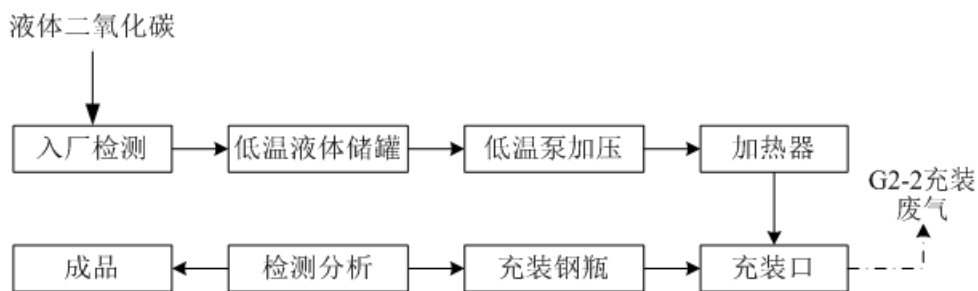 液体二氧化碳
入厂检测
低温液体储罐
低温泵加压
加热器
G2-2充装
废气
成品
检测分析
充装钢瓶
充装口